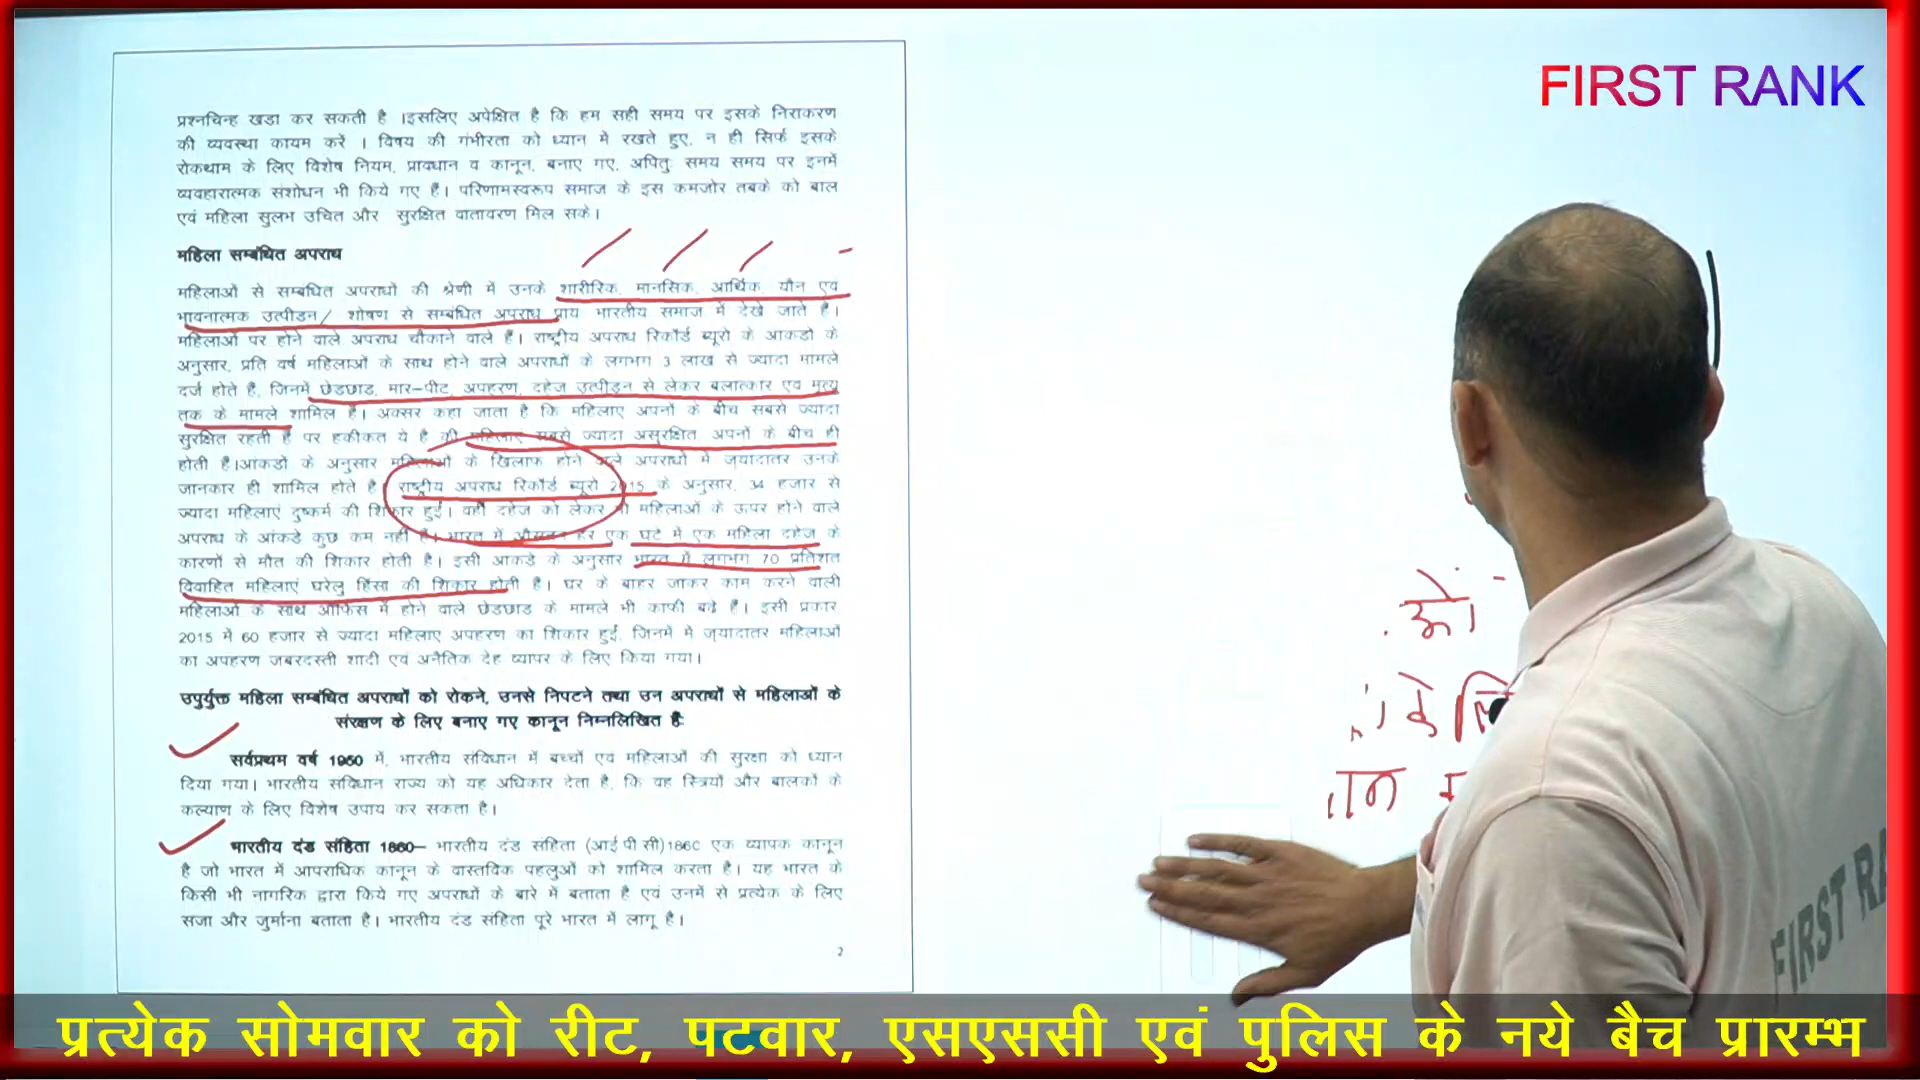 FIRST RANK
प्रश्नचिन्ह खडा कर सकती है ।इसलिए अपेक्षित है कि हम सही समय पर इसके निराकरण
की व्यवस्था कायम करें । विषय की गंभीरता को ध्यान में रखते हुए, न ही सिर्फ इसके
रोकथाम के लिए विशेष नियम, प्रावधान व कानून, बनाए गए, अपितु समय समय पर इनमें
व्यवहारात्मक संशोधन भी किये गए हैं। परिणामस्वरूप समाज के इस कमजोर तबके को बाल
एवं महिला सुलभ उचित और सुरक्षित वातावरण मिल सके।
महिला सम्बंधित अपराध
महिलाओं से सम्बंधित अपराधों की श्रेणी में उनके शारीरिक, मानसिक, आर्थिक, यौन एवं
भावनात्मक उत्पीडन/ शोषण से सम्बंधित अपराध प्राय भारतीय समाज में देखे जाते हैं।
महिलाओं पर होने वाले अपराध चौकाने वाले हैं। राष्ट्रीय अपराध रिकॉर्ड ब्यूरो के आकडो के
अनुसार, प्रति वर्ष महिलाओं के साथ होने वाले अपराधों के लगभग 3 लाख से ज्यादा मामले
दर्ज होते हैं, जिनमें छेडछाड, मार-पीट, अपहरण, दहेज उत्पीडन से लेकर बलात्कार एवं मृत्यु
तक के मामले शामिल हैं। अक्सर कहा जाता है कि महिलाए अपनों के बीच सबसे ज्यादा
सुरक्षित रहती हैं पर हकीकत ये है की महिलाएं सबसे ज्यादा असुरक्षित अपनों के बीच ही
होती हैं।आंकडों के अनुसार महिलाओं के खिलाफ होने वाले अपराधों में ज्यादातर उनके
जानकार ही शामिल होते हैं राष्ट्रीय अपराध रिकॉर्ड ब्यूरो 2015 के अनुसार, 34 हजार से
ज्यादा महिलाएं दुष्कर्म की शिकार हुई। वहीं दहेज को लेकर भी महिलाओं के ऊपर होने वाले
अपराध के आंकडे कुछ कम नहीं हैं। भारत में औसतन हर एक घंटे में एक महिला दहेज के
कारणों से मौत की शिकार होती है। इसी आकडे के अनुसार भारत में लगभग 70 प्रतिशत
विवाहित महिलाएं घरेलु हिंसा की शिकार होती हैं। घर के बाहर जाकर काम करने वाली
महिलाओं के साथ ऑफिस में होने वाले छेडछाड के मामले भी काफी बढे हैं। इसी प्रकार
2015 में 60 हजार से ज्यादा महिलाए अपहरण का शिकार हुई, जिनमें मे ज्यादातर महिलाओं
का अपहरण जबरदस्ती शादी एवं अनैतिक देह व्यापर के लिए किया गया।
उपुर्युक्त महिला सम्बंधित अपराधों को रोकने, उनसे निपटने तथा उन अपराधों से महिलाओं के
संरक्षण के लिए बनाए गए कानून निम्नलिखित हैं:
सर्वप्रथम वर्ष 1950 में, भारतीय संविधान में बच्चों एवं महिलाओं की सुरक्षा को ध्यान
दिया गया। भारतीय संविधान राज्य को यह अधिकार देता है, कि वह स्त्रियों और बालकों के
कल्याण के लिए विशेष उपाय कर सकता है।
भारतीय दंड संहिता 1860– भारतीय दंड संहिता (आई पी सी)1860 एक व्यापक कानून
है जो भारत में आपराधिक कानून के वास्तविक पहलुओं को शामिल करता है। यह भारत के
किसी भी नागरिक द्वारा किये गए अपराधों के बारे में बताता है एवं उनमें से प्रत्येक के लिए
सजा और जुर्माना बताता है। भारतीय दंड संहिता पूरे भारत में लागू है।
2
के
FIRST RA
प्रत्येक सोमवार को रीट, पटवार, एसएससी एवं पुलिस के नये बैच प्रारम्भ